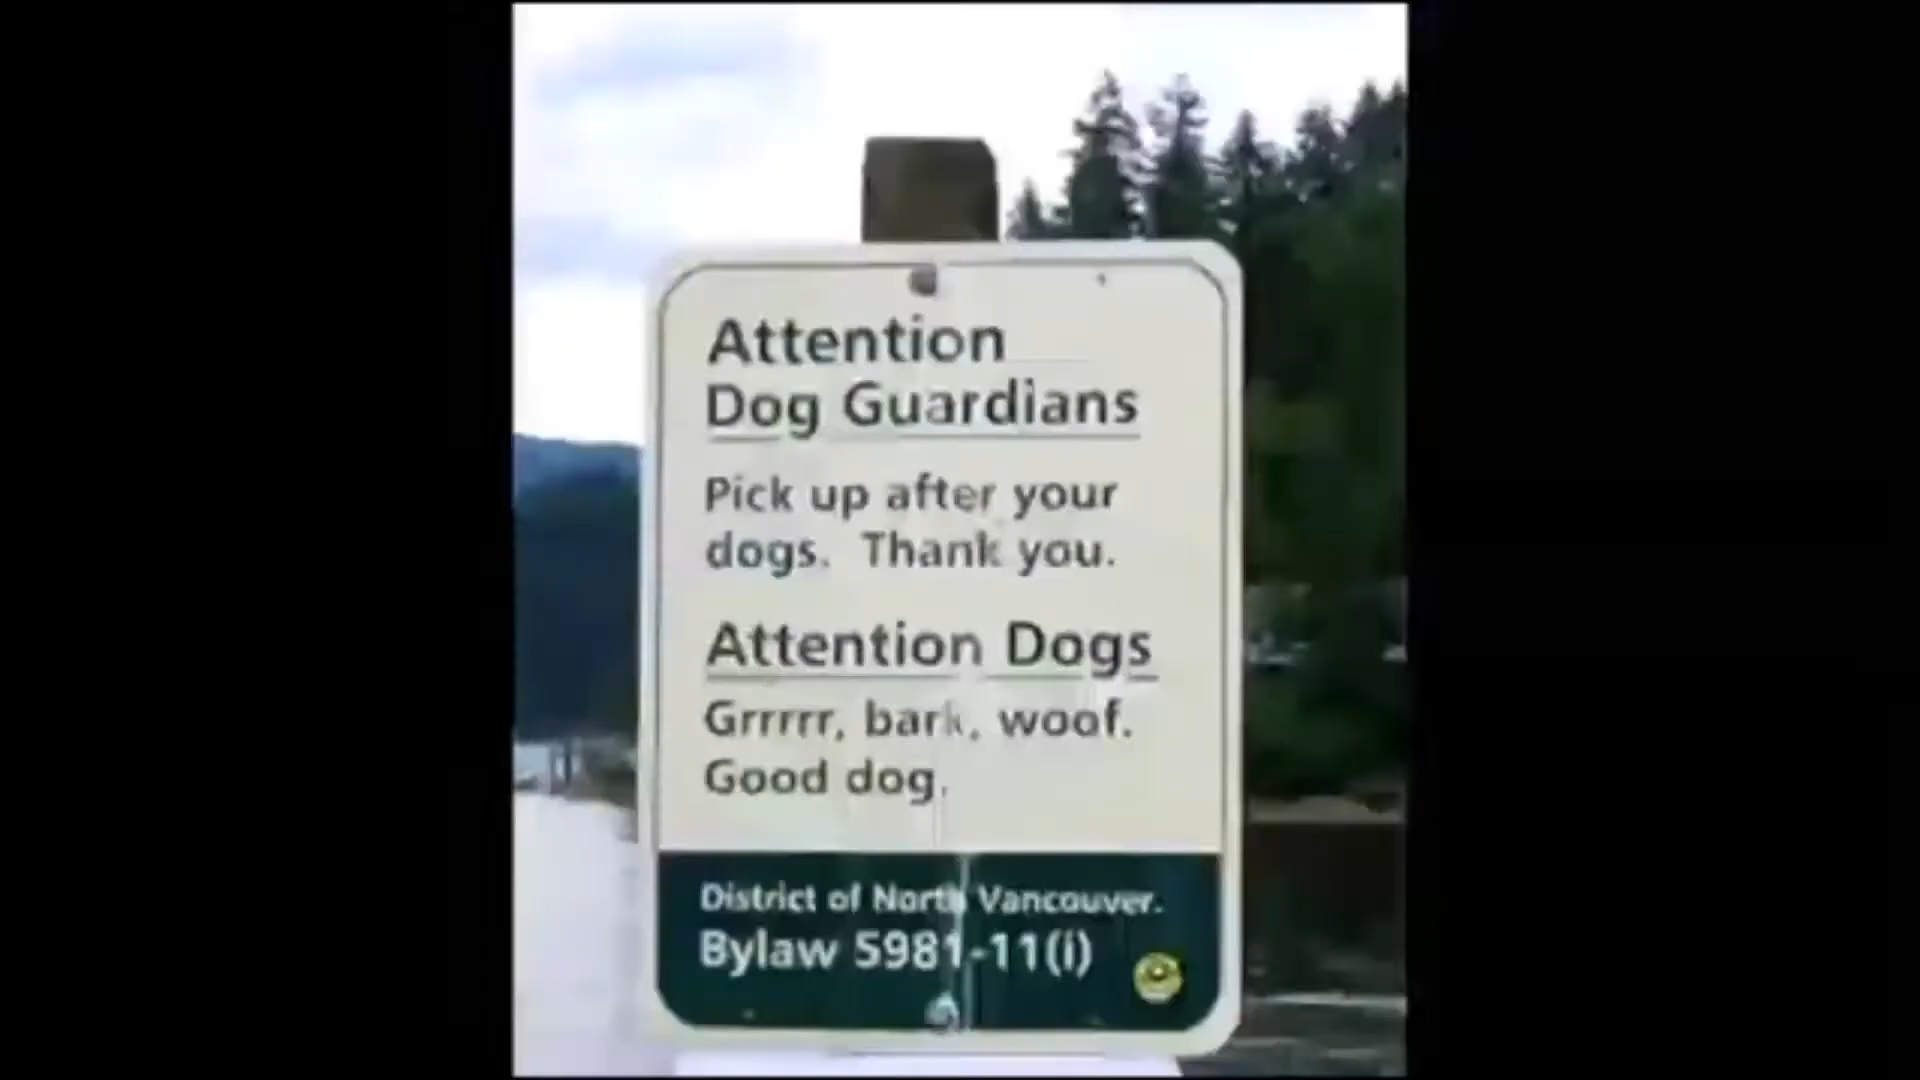 Attention
Dog Guardians
Pick up after your
dogs. Thank you.
Attention Dogs
Grrrrr, bark, woof.
Good dog.
District of North Vancouver.
Bylaw 5981-11(i)